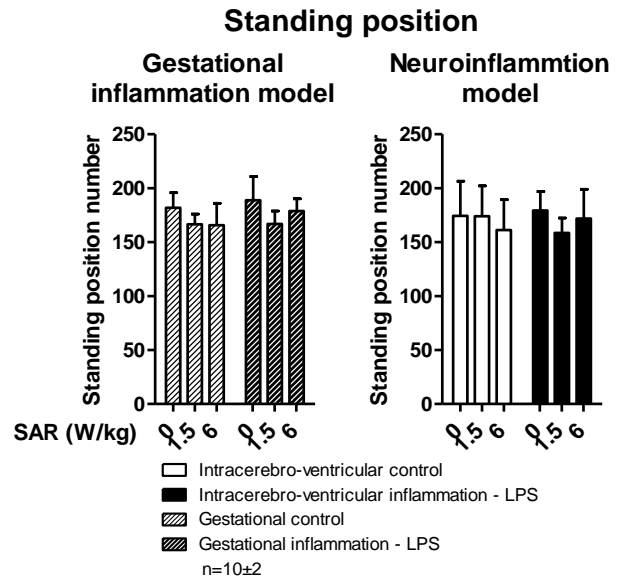 Standing position
Gestational
inflammation model
Neuroinflammtion
model
Standing position number
250
200
150
100
50
0
Standing position number
250
200
150
100
50
0
SAR (W/kg)
0 1.5 6 0 1.5 6
0 1.5 6 0 1.5 6
Intracerebro-ventricular control
Intracerebro-ventricular inflammation - LPS
Gestational control
Gestational inflammation - LPS
n=10±2